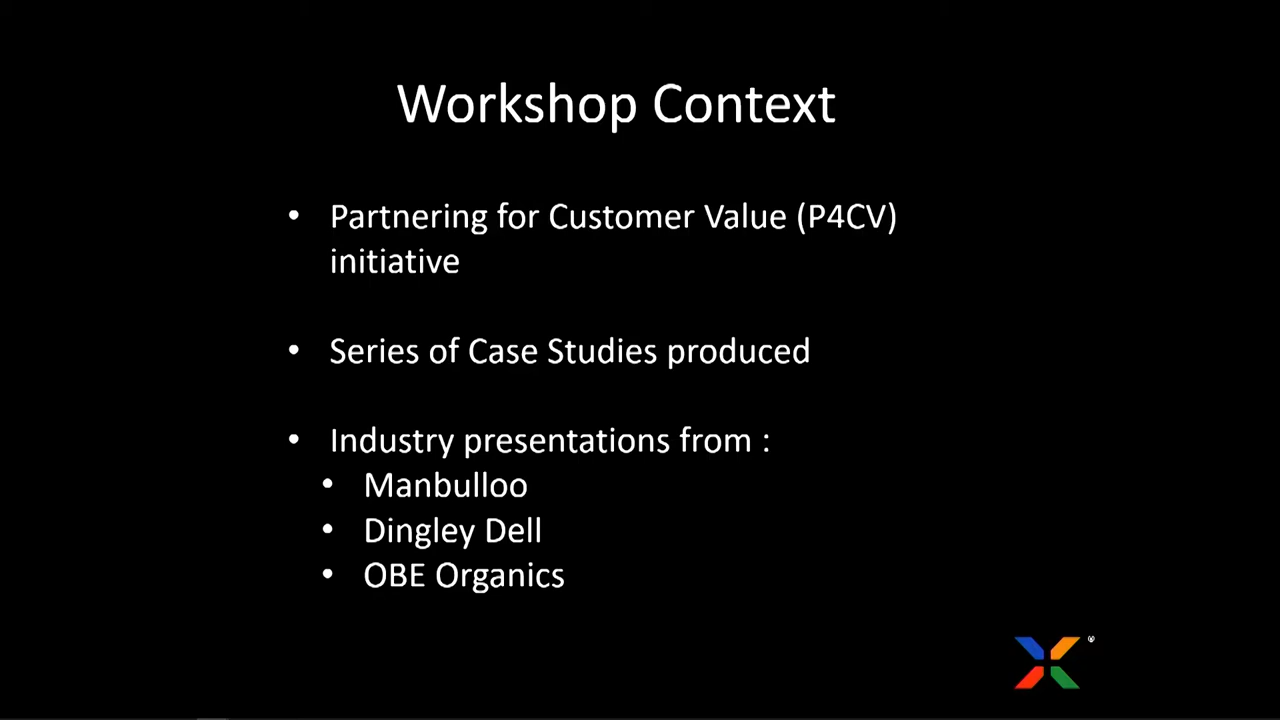 Workshop Context
• Partnering for Customer Value (P4CV)
initiative
• Series of Case Studies produced
• Industry presentations from :
• Manbulloo
• Dingley Dell
• OBE Organics